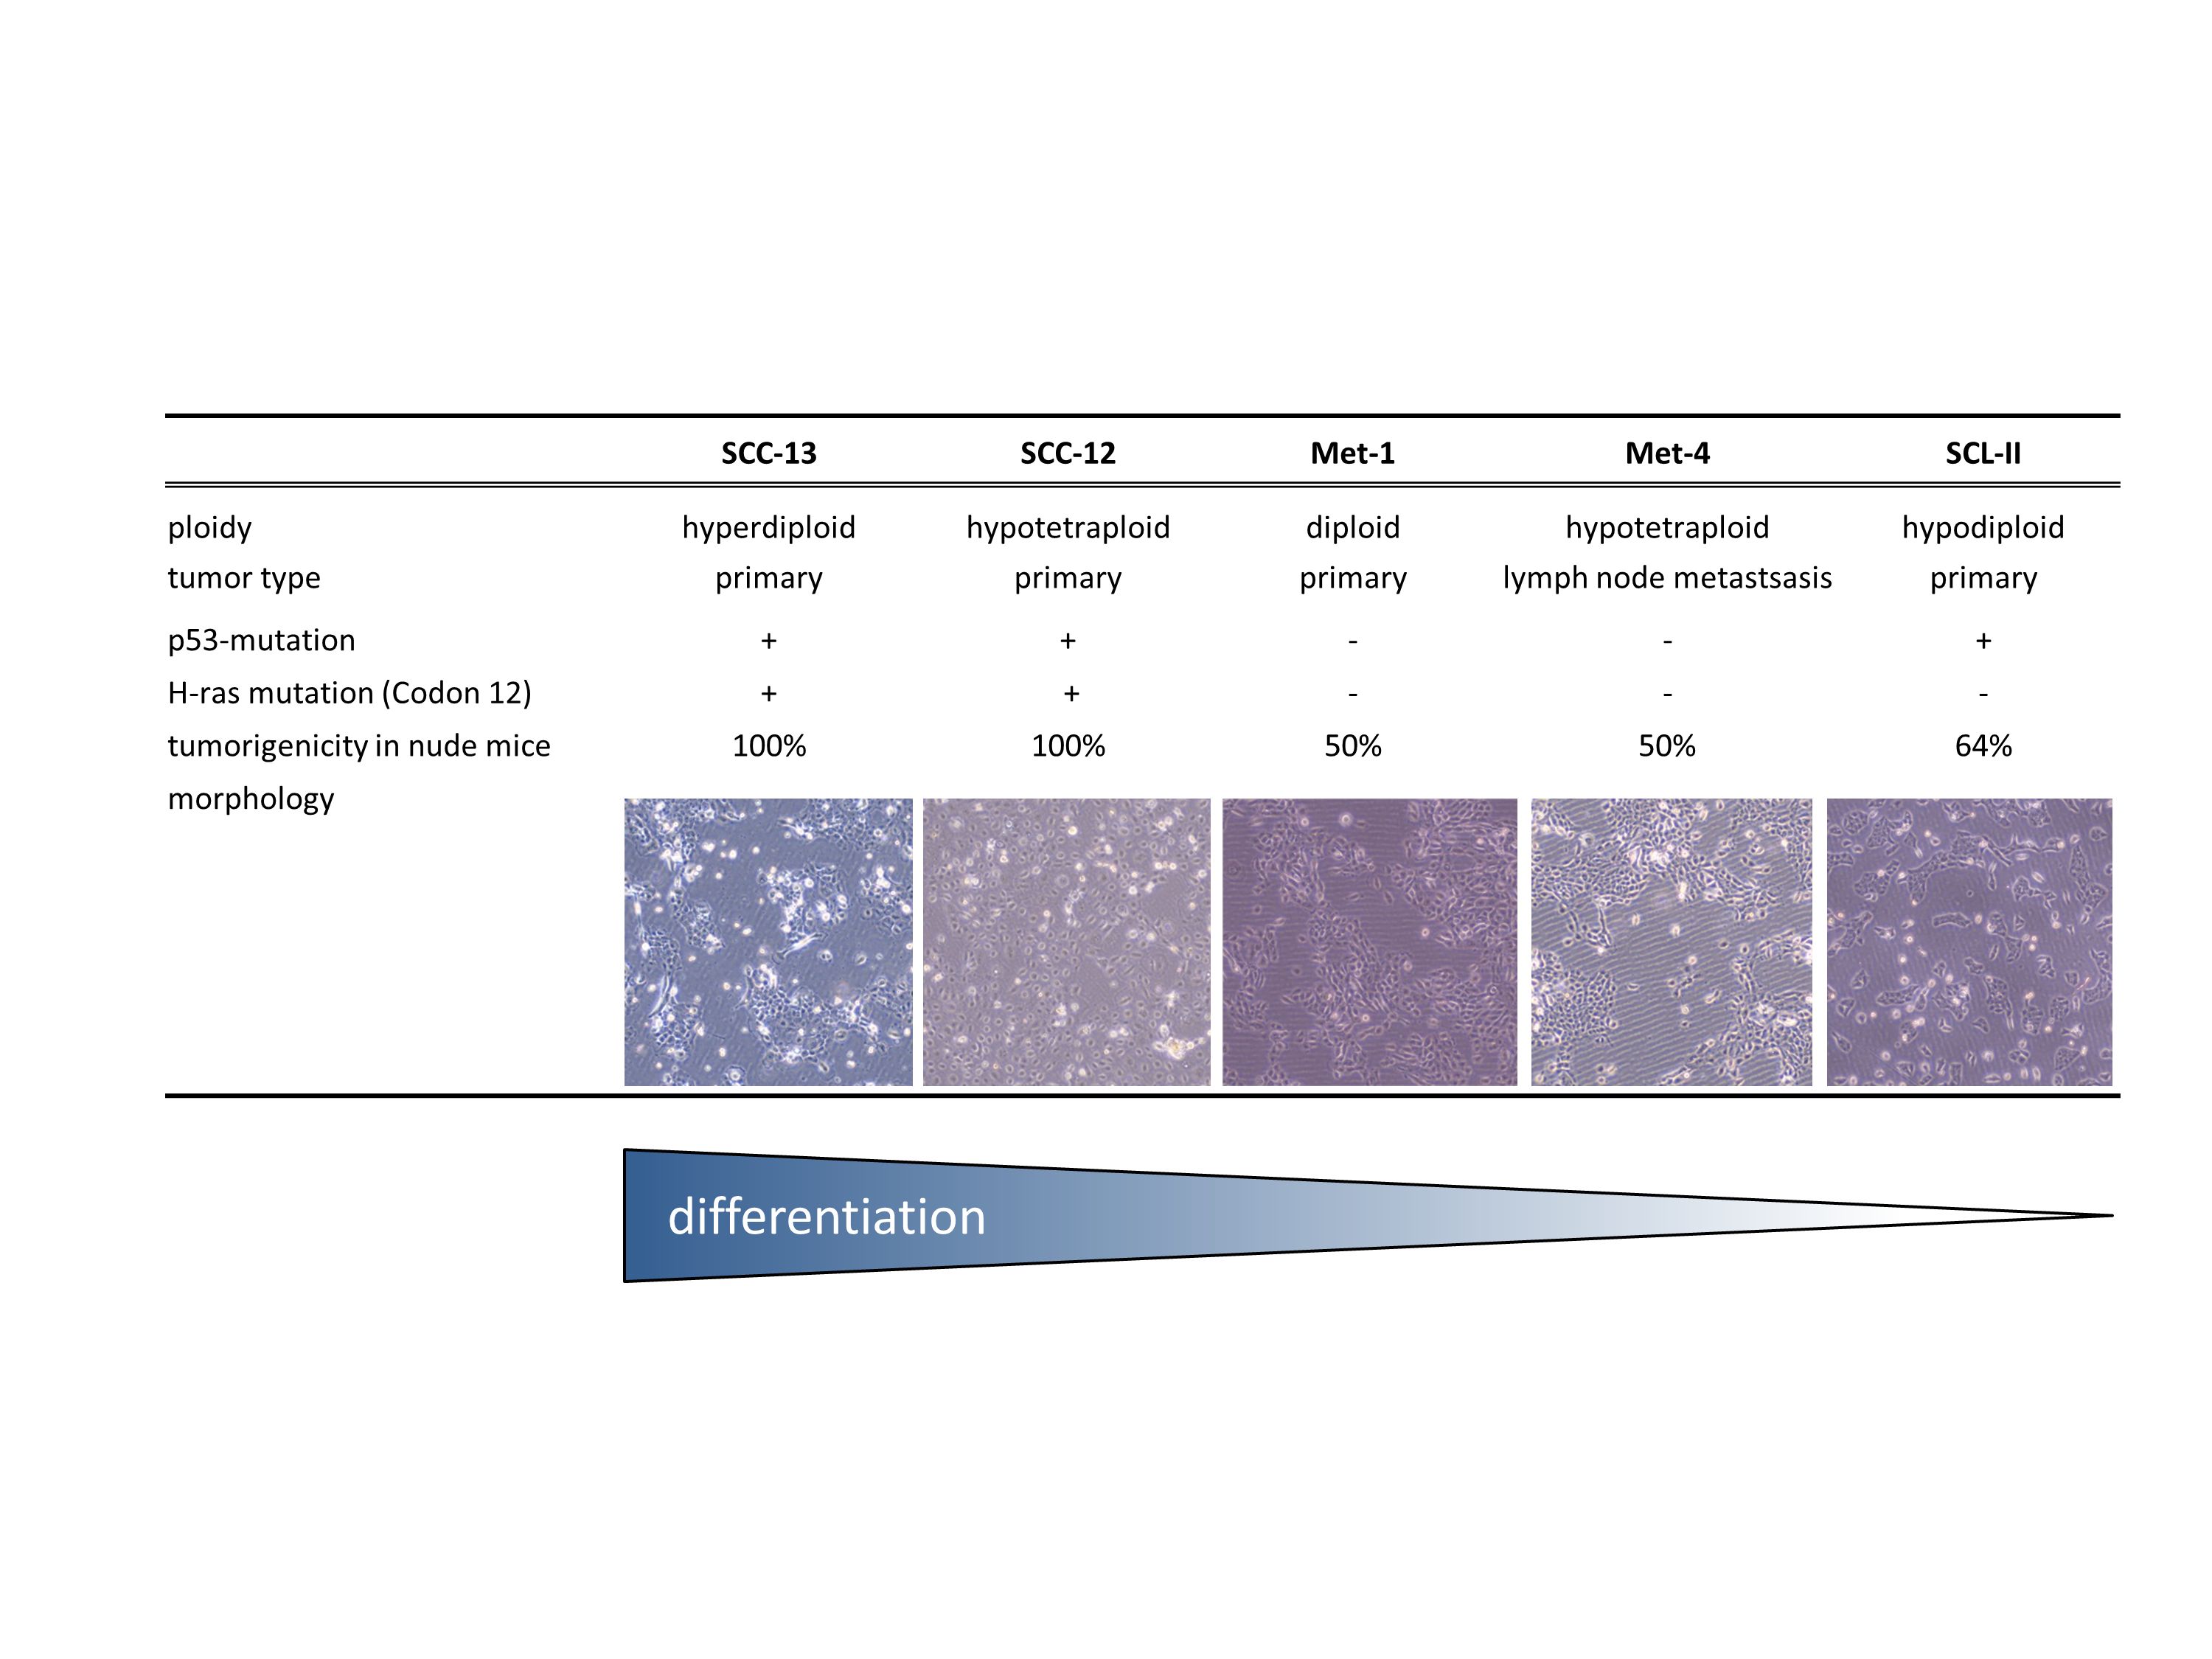 SCC-13 SCC-12 Met-1 Met-4 SCL-II
ploidy hyperdiploid hypotetraploid diploid hypotetraploid hypodiploid
tumor type primary primary primary lymph node metastsasis primary
p53-mutation + + - - +
H-ras mutation (Codon 12) + + - - -
tumorigenicity in nude mice 100% 100% 50% 50% 64%
morphology
differentiation